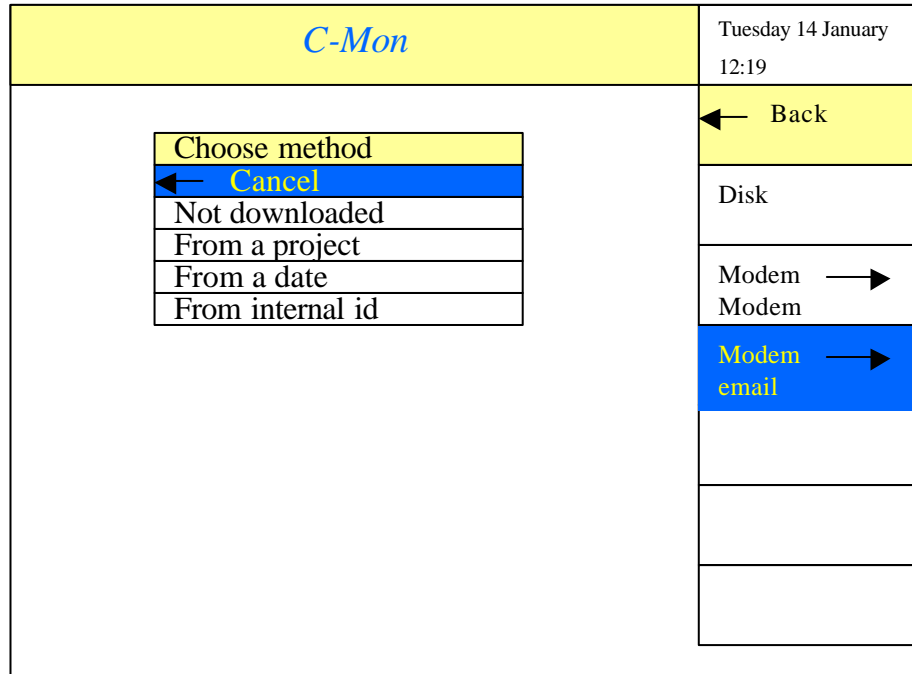 C-Mon
Tuesday 14 January
12:19
Back
Choose method
Cancel
Not downloaded
From a project
From a date
From internal id
Disk
Modem
Modem
Modem
email